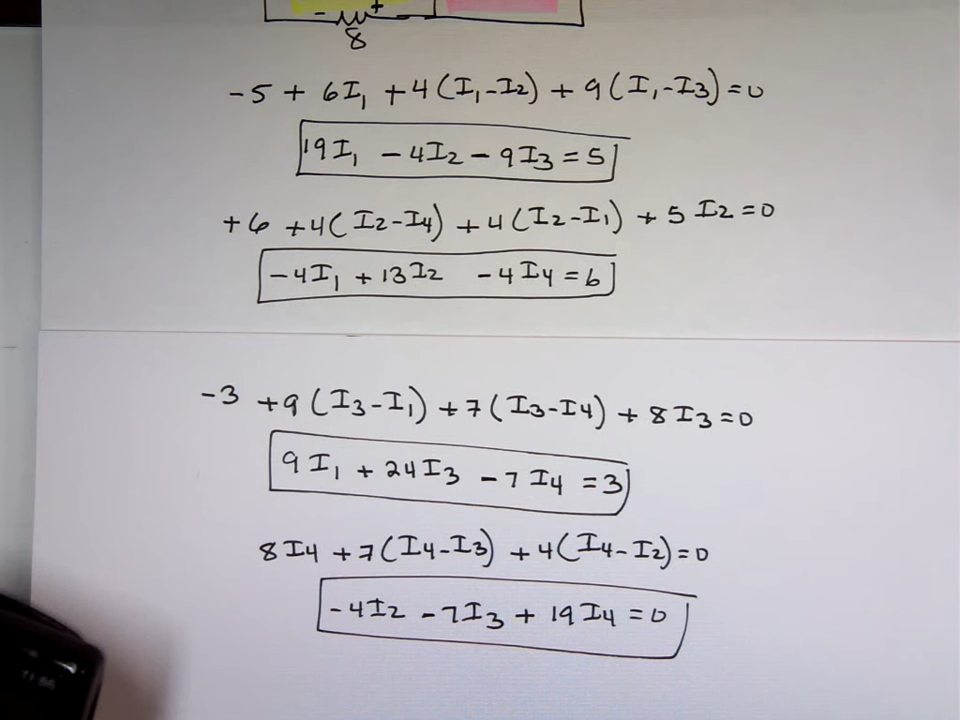 - +
8
-5 + 6I₁ + 4(I₁-I₂) + 9(I₁-I₃) = 0
19I₁ - 4I₂ - 9I₃ = 5
+6 + 4(I₂-I₄) + 4(I₂-I₁) + 5I₂ = 0
-4I₁ + 13I₂ - 4I₄ = 6
-3 + 9(I₃-I₁) + 7(I₃-I₄) + 8I₃ = 0
9I₁ + 24I₃ - 7I₄ = 3
8I₄ + 7(I₄-I₃) + 4(I₄-I₂) = 0
-4I₂ - 7I₃ + 19I₄ = 0